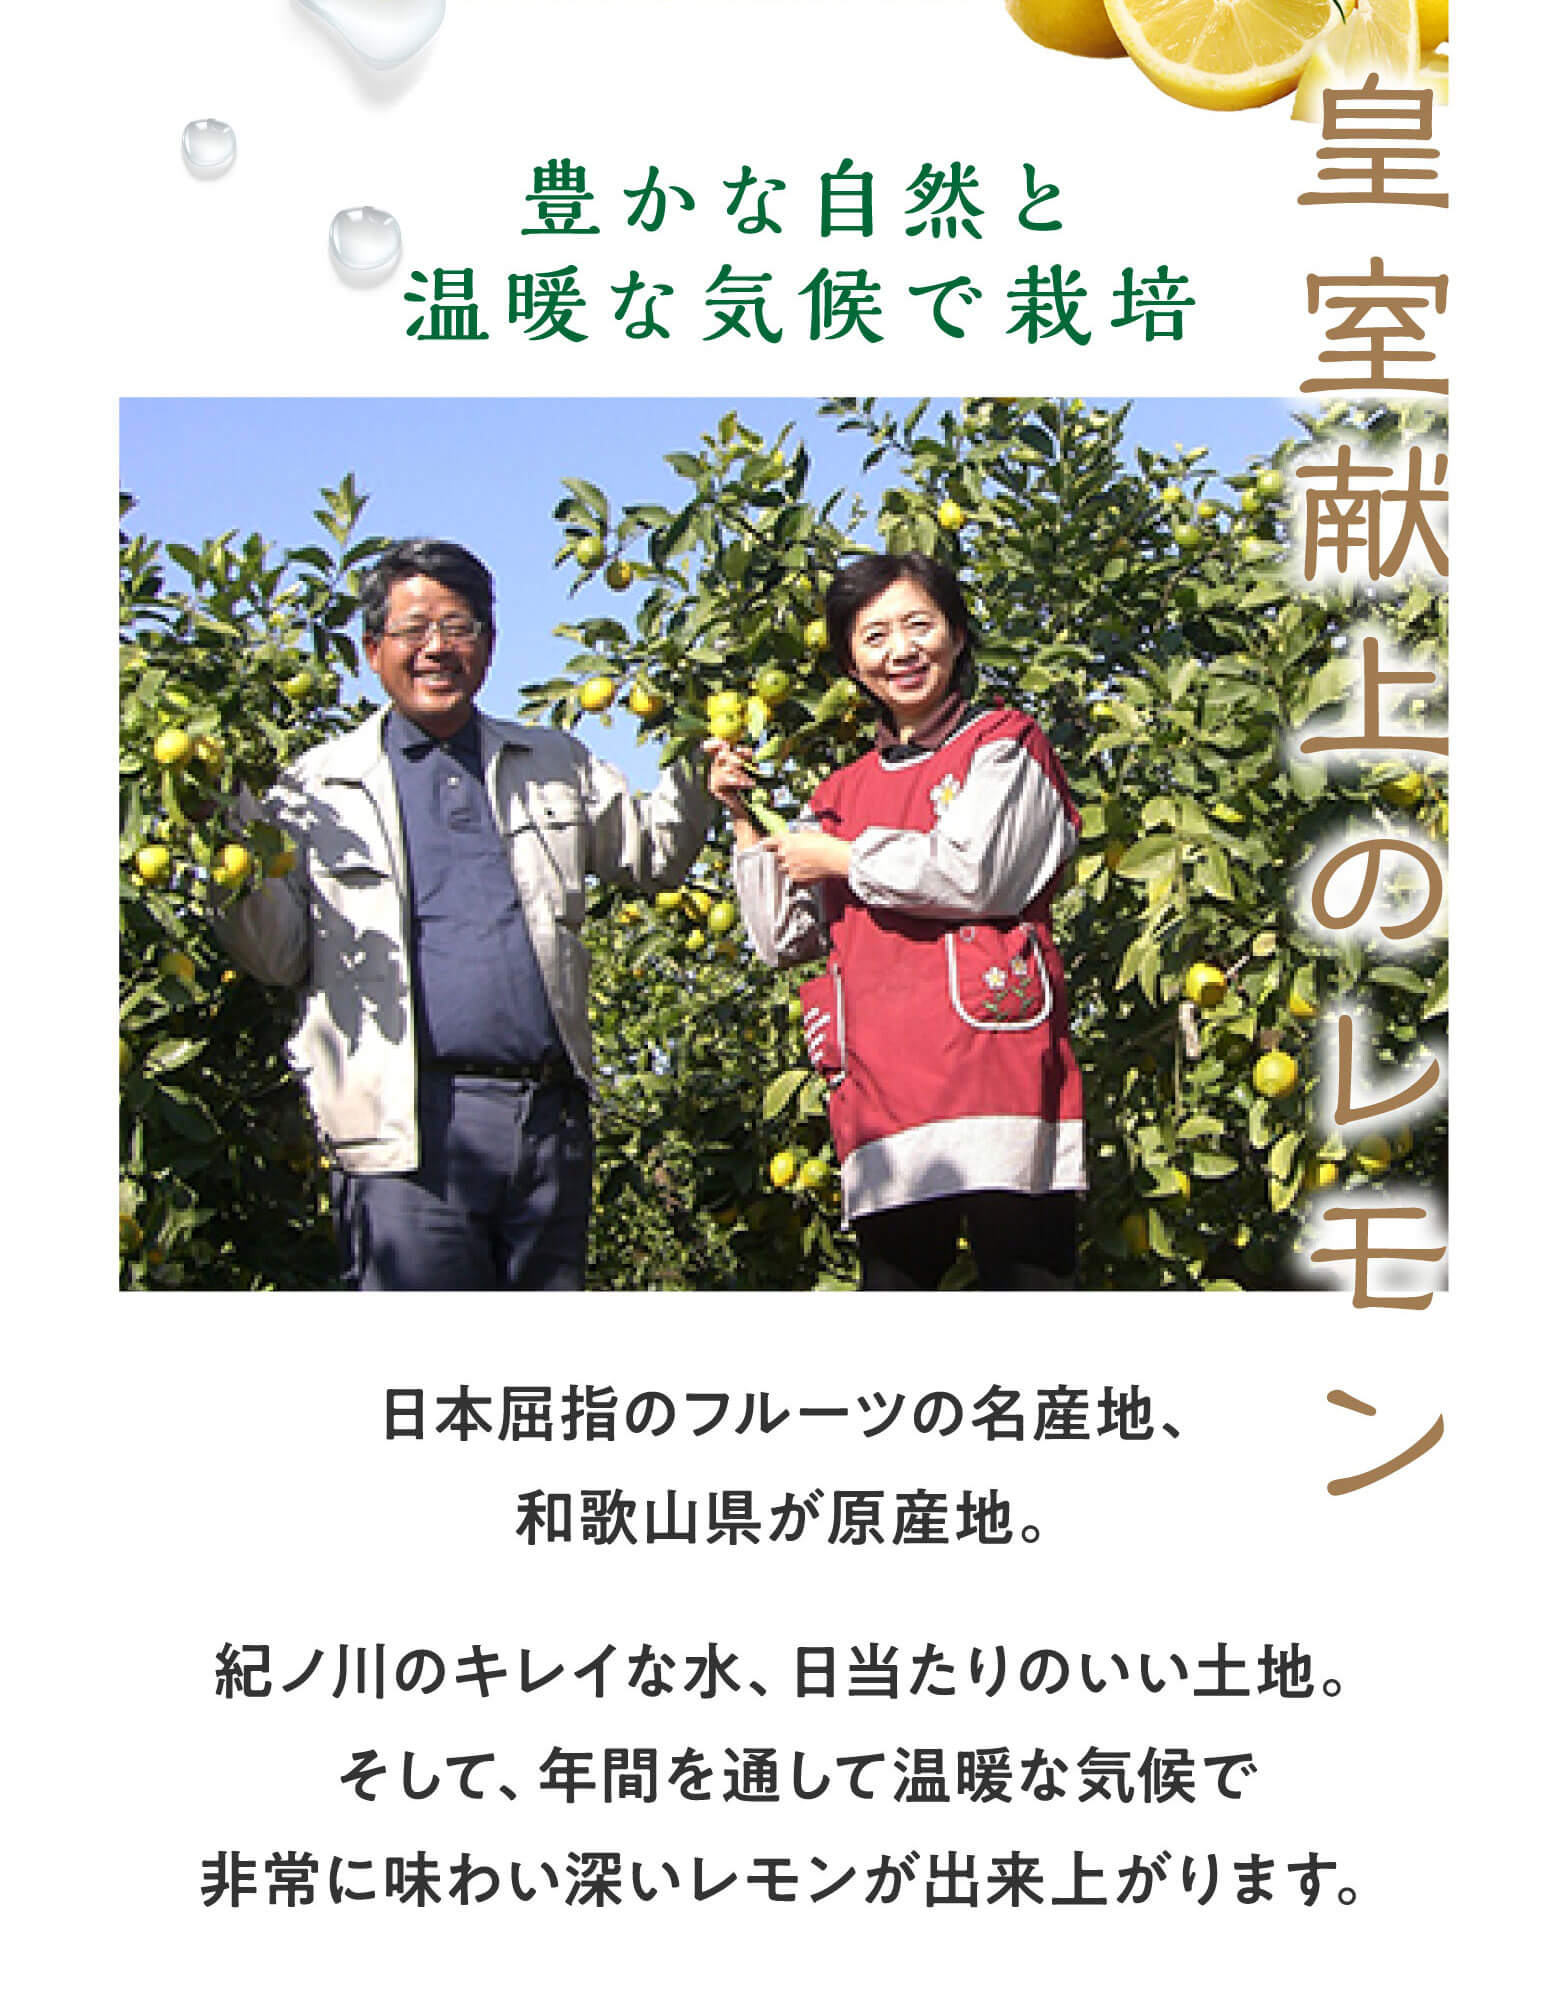 豊かな自然と
温暖な気候で栽培
皇室献上のレモン
日本屈指のフルーツの名産地、
和歌山県が原産地。
紀ノ川のキレイな水、日当たりのいい土地。
そして、年間を通して温暖な気候で
非常に味わい深いレモンが出来上がります。